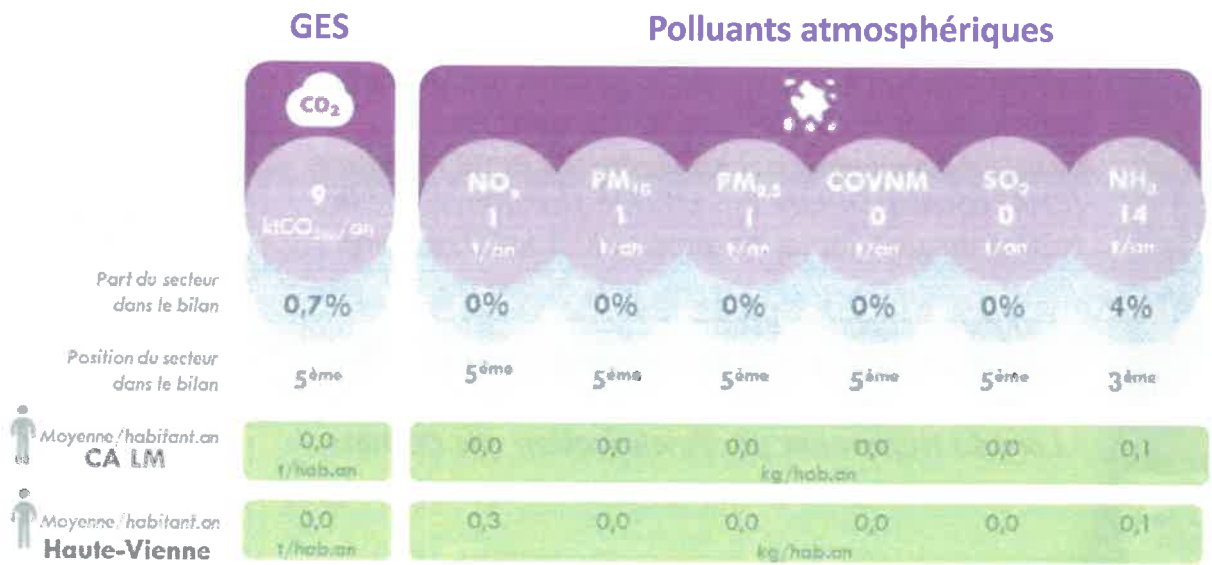 GES Polluants atmosphériques
CO₂
9 NOₓ PM₁₀ PM₂,₅ COVNM SO₂ NH₃
ktCO₂ₑ/an 1 1 1 0 0 14
t/an t/an t/an t/an t/an t/an
Part du secteur
dans le bilan 0,7% 0% 0% 0% 0% 0% 4%
Position du secteur
dans le bilan 5ème 5ème 5ème 5ème 5ème 5ème 3ème
Moyenne/habitant.an 0,0 0,0 0,0 0,0 0,0 0,0 0,1
CA LM t/hab.an kg/hab.an
Moyenne/habitant.an 0,0 0,3 0,0 0,0 0,0 0,0 0,1
Haute-Vienne t/hab.an kg/hab.an